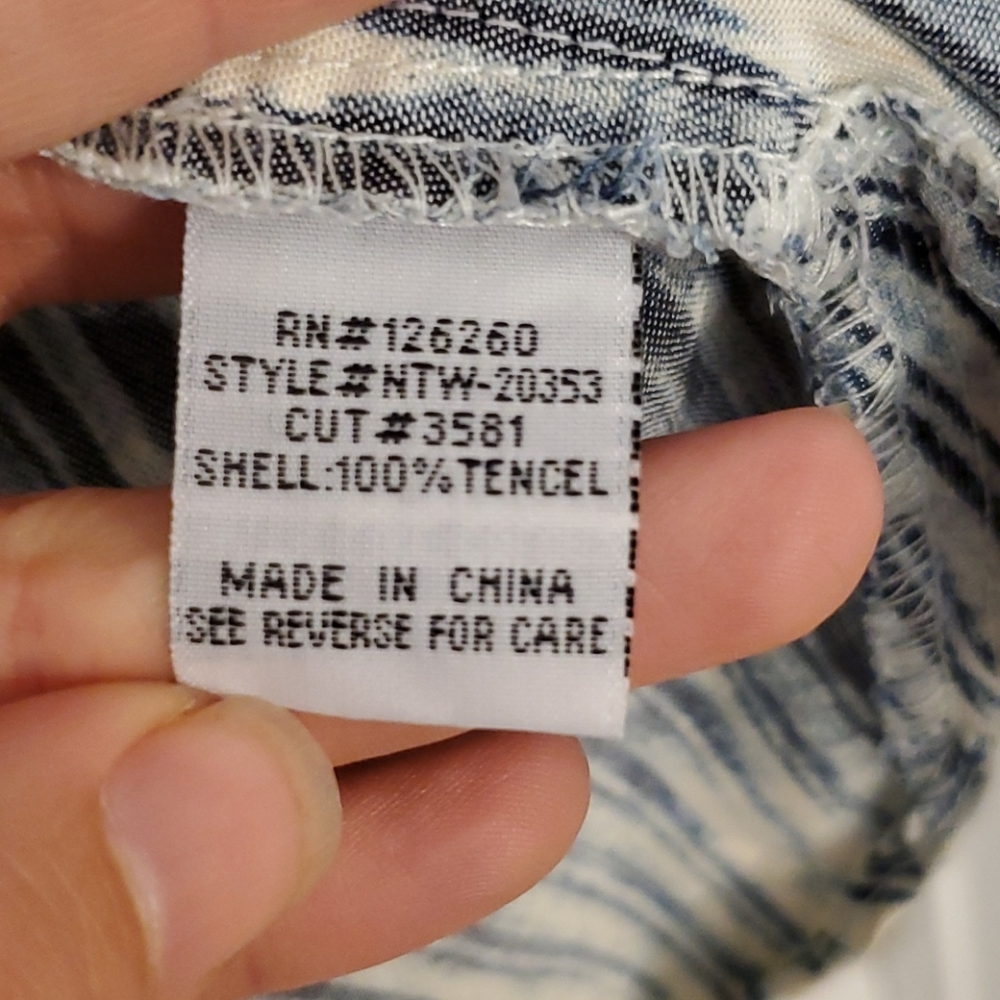 RN#126260
STYLE#NTW-20353
CUT#3581
SHELL:100%TENCEL
MADE IN CHINA
SEE REVERSE FOR CARE